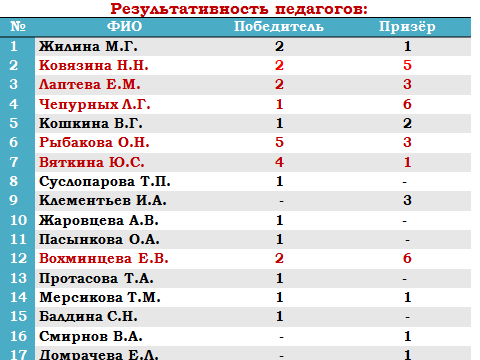 Результативность педагогов:
№ ФИО Победитель Призёр
1 Жилина М.Г. 2 1
2 Ковязина Н.Н. 2 5
3 Лаптева Е.М. 2 3
4 Чепурных Л.Г. 1 6
5 Кошкина В.Г. 1 2
6 Рыбакова О.Н. 5 3
7 Вяткина Ю.С. 4 1
8 Суслопарова Т.П. 1 -
9 Клементьев И.А. - 3
10 Жаровцева А.В. 1 -
11 Пасынкова О.А. 1 -
12 Вохминцева Е.В. 2 6
13 Протасова Т.А. 1 -
14 Мерсикова Т.М. 1 1
15 Балдина С.Н. 1 -
16 Смирнов В.А. - 1
17 Домрачева Е.Л. - 1